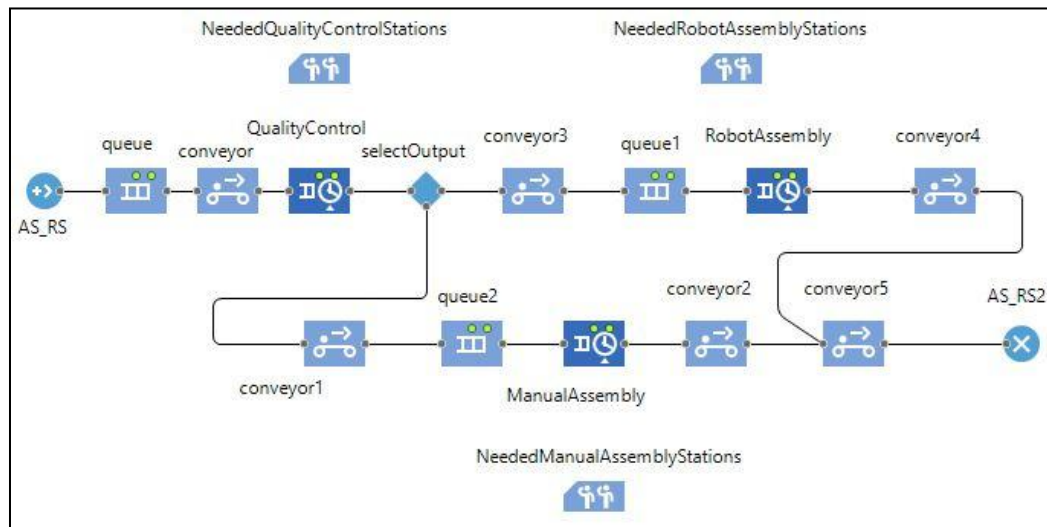 NeededQualityControlStations
NeededRobotAssemblyStations
queue
conveyor
QualityControl
selectOutput
conveyor3
queue1
RobotAssembly
conveyor4
AS_RS
conveyor1
queue2
ManualAssembly
conveyor2
conveyor5
AS_RS2
NeededManualAssemblyStations